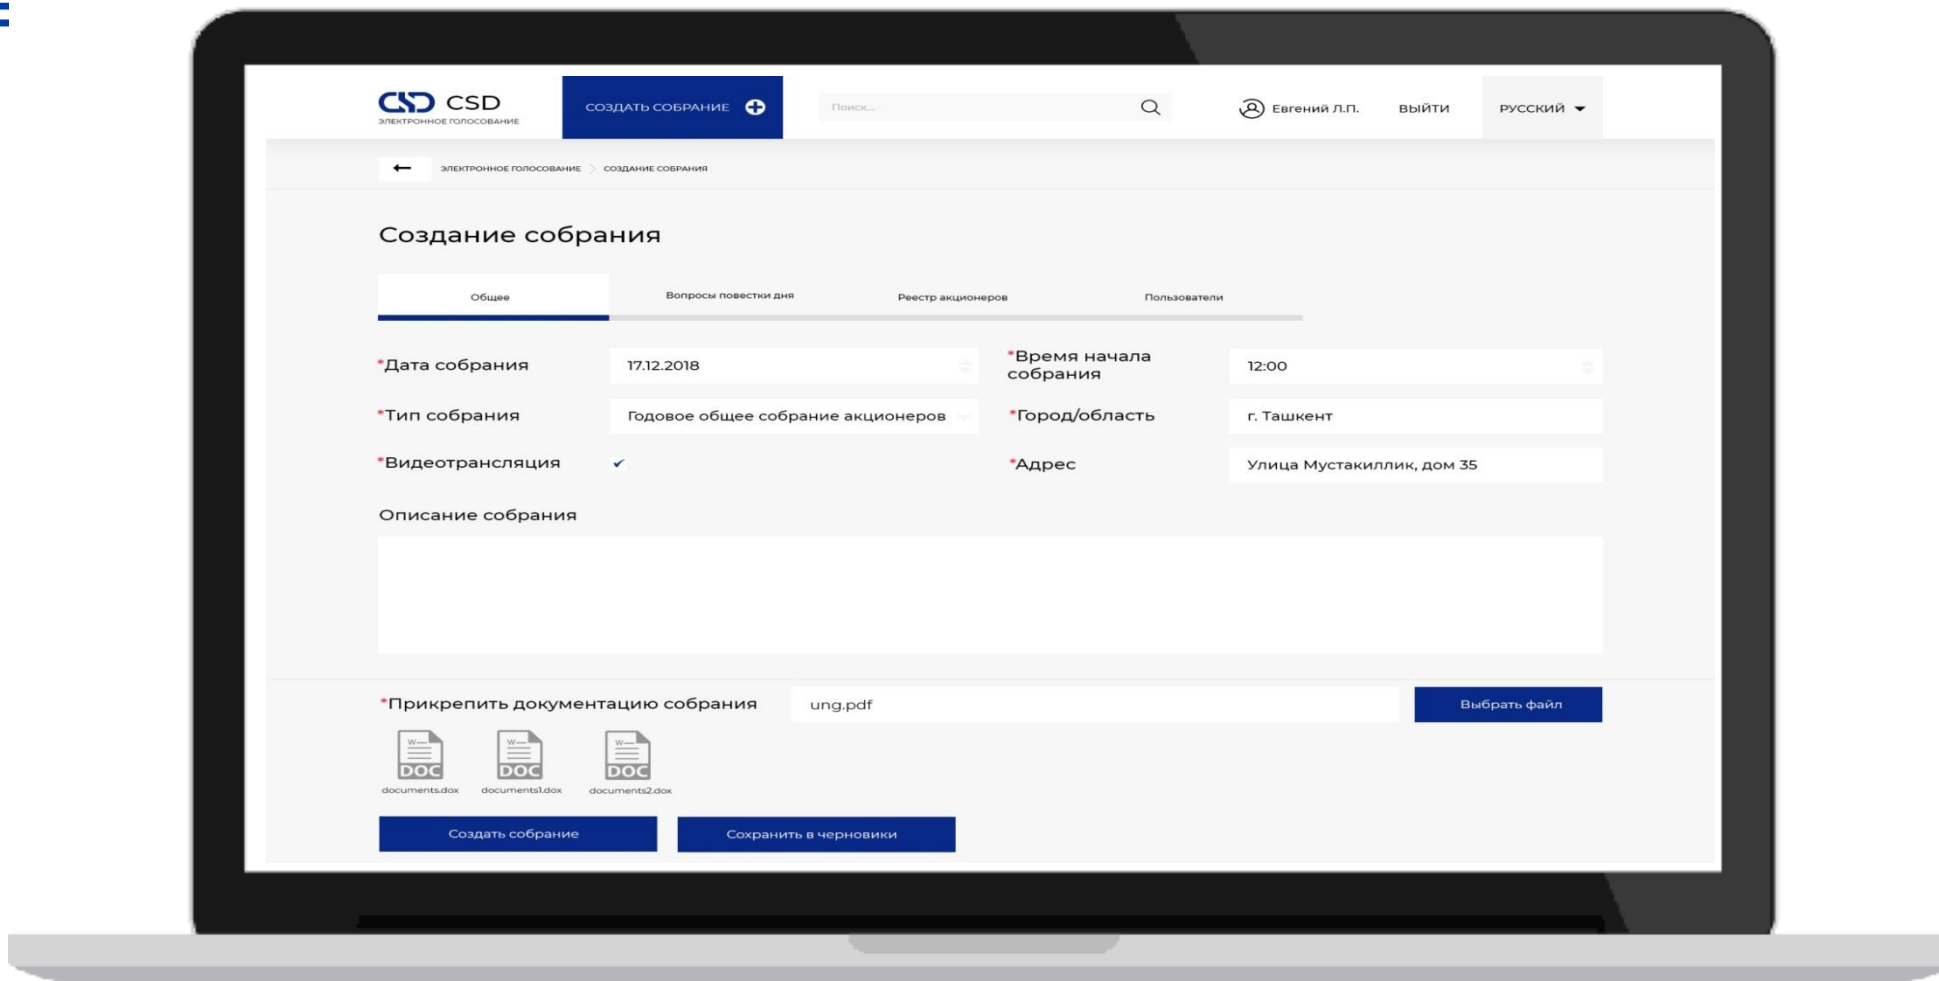 CSD CSD
ЭЛЕКТРОННОЕ ГОЛОСОВАНИЕ
СОЗДАТЬ СОБРАНИЕ
Поиск...
Евгений Л.П.
ВЫЙТИ
РУССКИЙ
ЭЛЕКТРОННОЕ ГОЛОСОВАНИЕ > СОЗДАНИЕ СОБРАНИЯ
Создание собрания
Общее
Вопросы повестки дня
Реестр акционеров
Пользователи
*Дата собрания
17.12.2018
*Время начала
собрания
12:00
*Тип собрания
Годовое общее собрание акционеров
*Город/область
г. Ташкент
*Видеотрансляция
*Адрес
Улица Мустакиллик, дом 35
Описание собрания
*Прикрепить документацию собрания
ung.pdf
Выбрать файл
W
DOC
W
DOC
W
DOC
documents.dox
documents1.dox
documents2.dox
Создать собрание
Сохранить в черновики